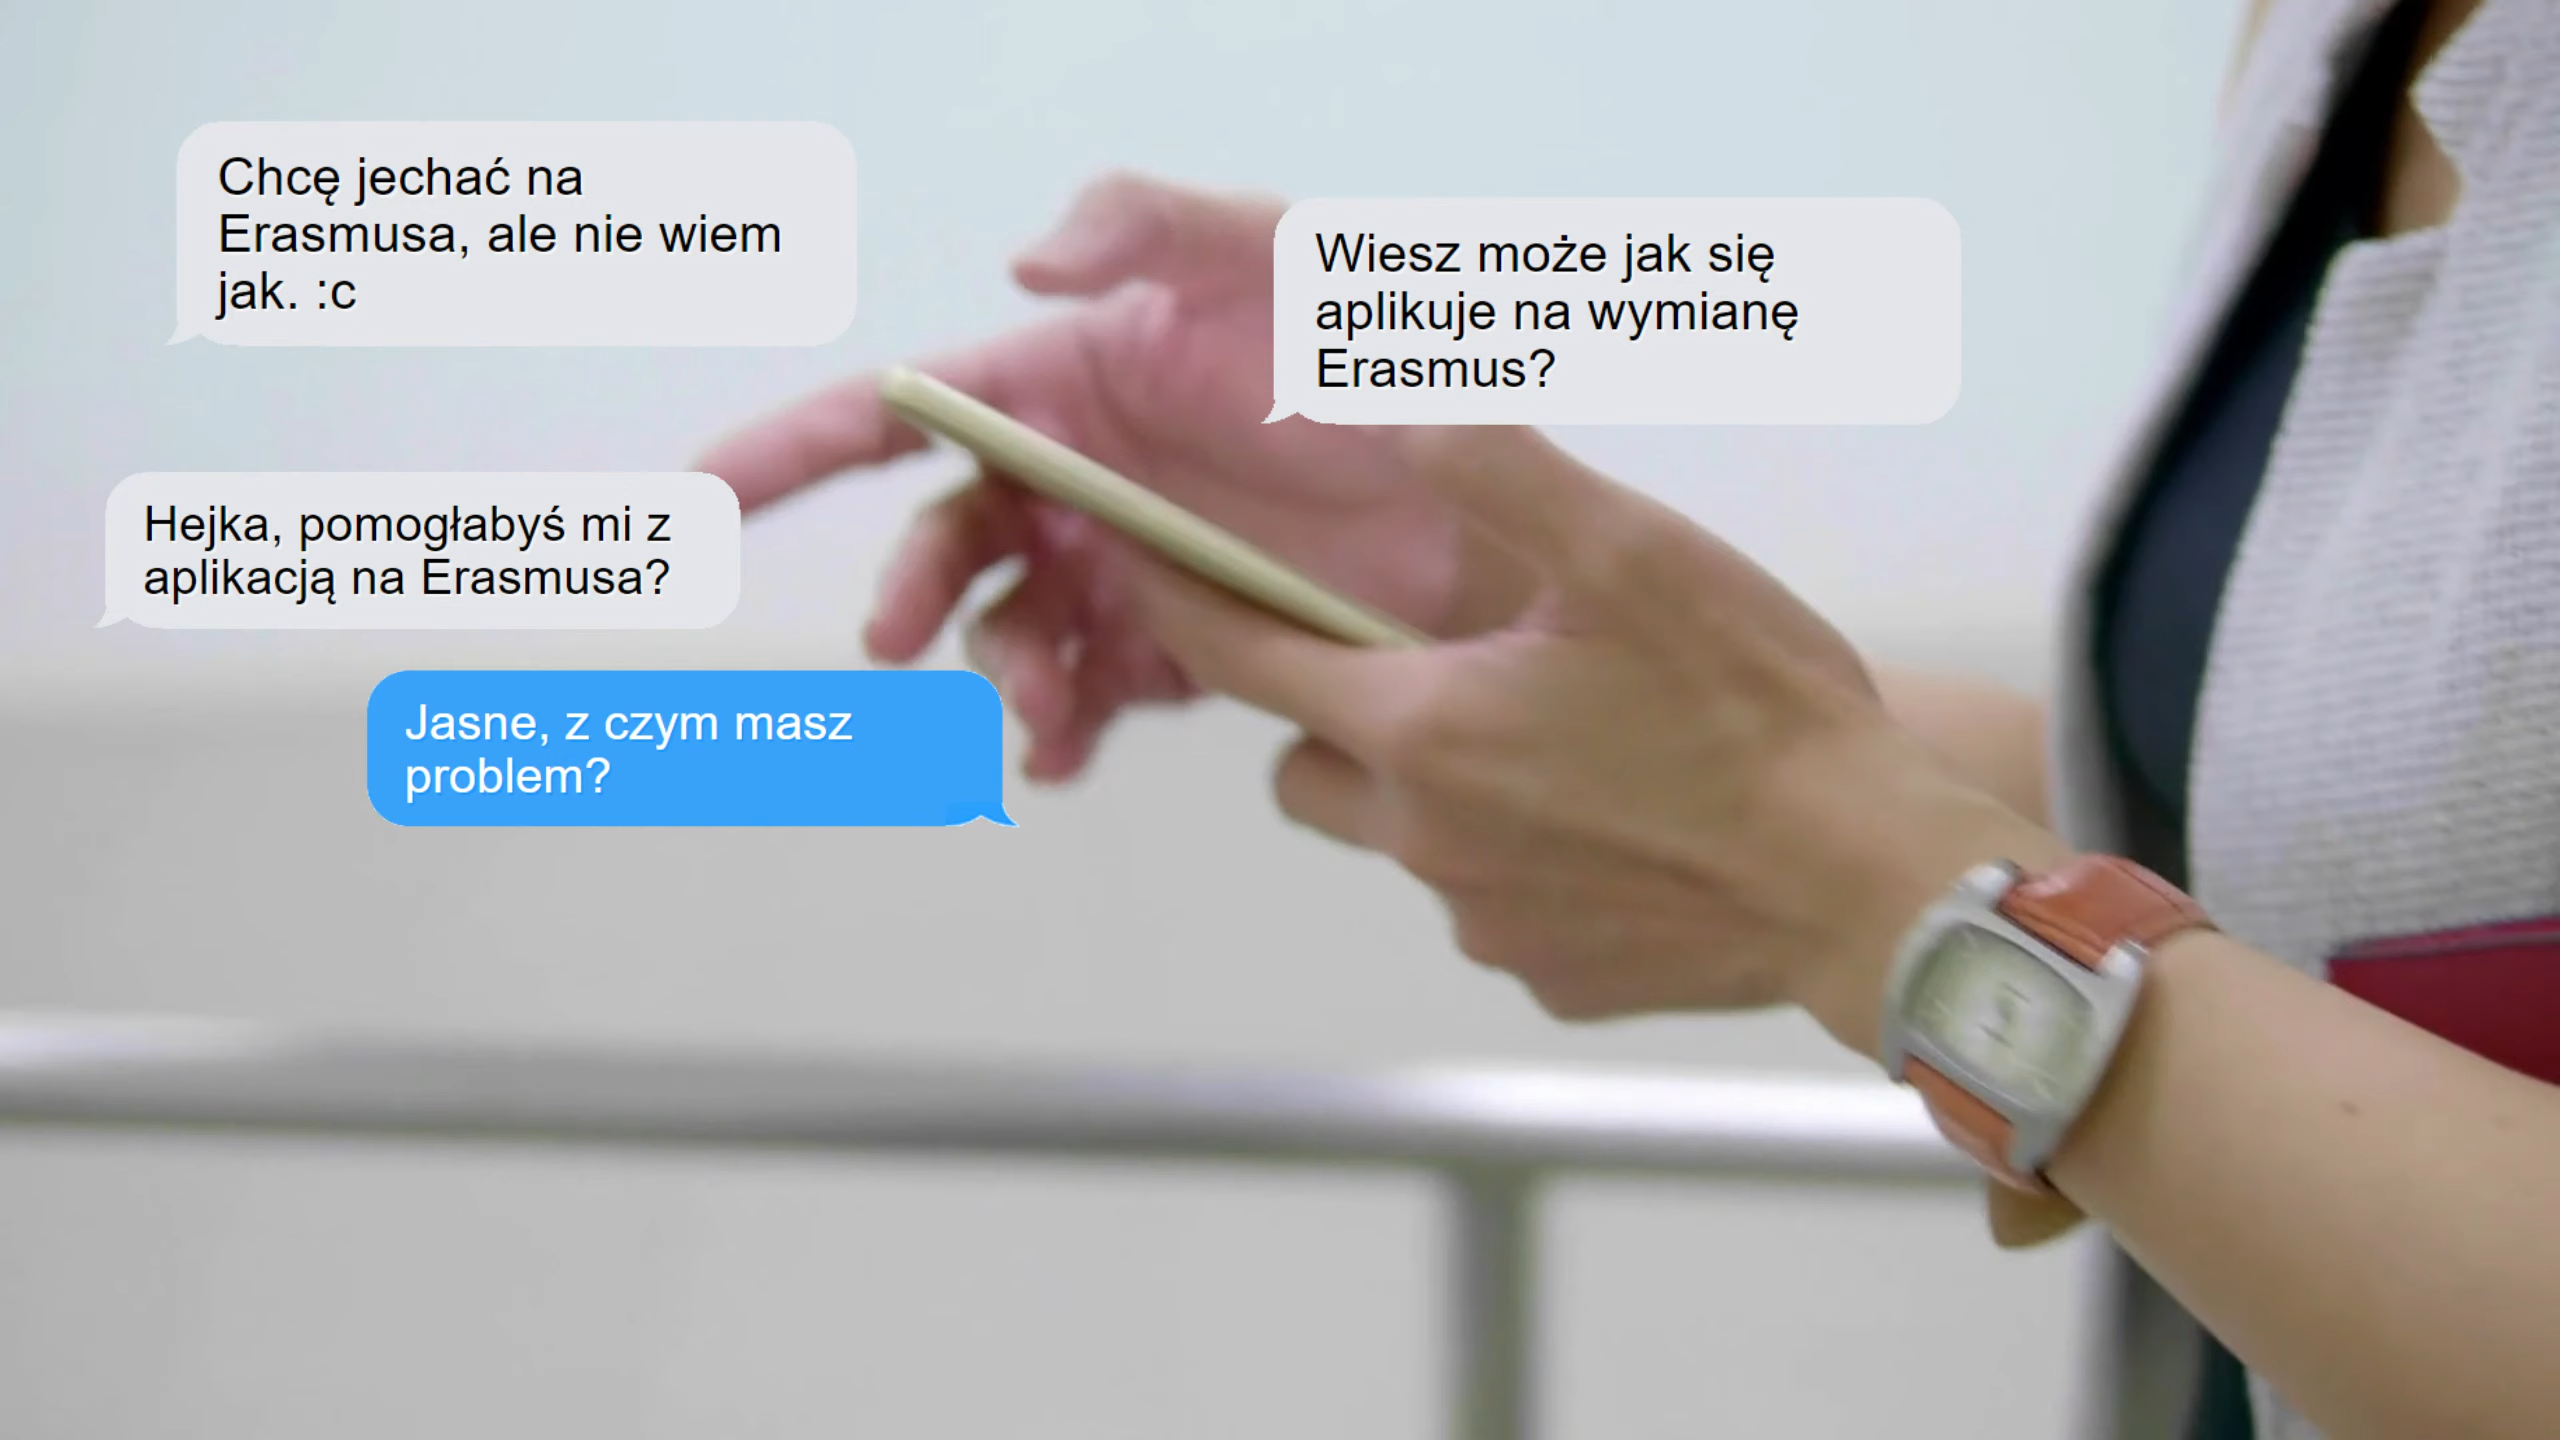 Chcę jechać na
Erasmusa, ale nie wiem
jak. :c
Wiesz może jak się
aplikuje na wymianę
Erasmus?
Hejka, pomogłabyś mi z
aplikacją na Erasmusa?
Jasne, z czym masz
problem?